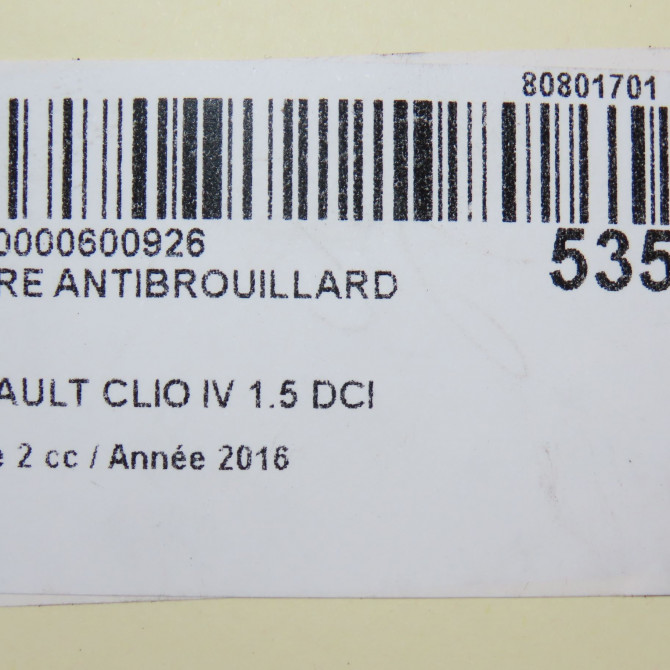 80801701
0000600926
535
RE ANTIBROUILLARD
AULT CLIO IV 1.5 DCI
e 2 cc / Année 2016